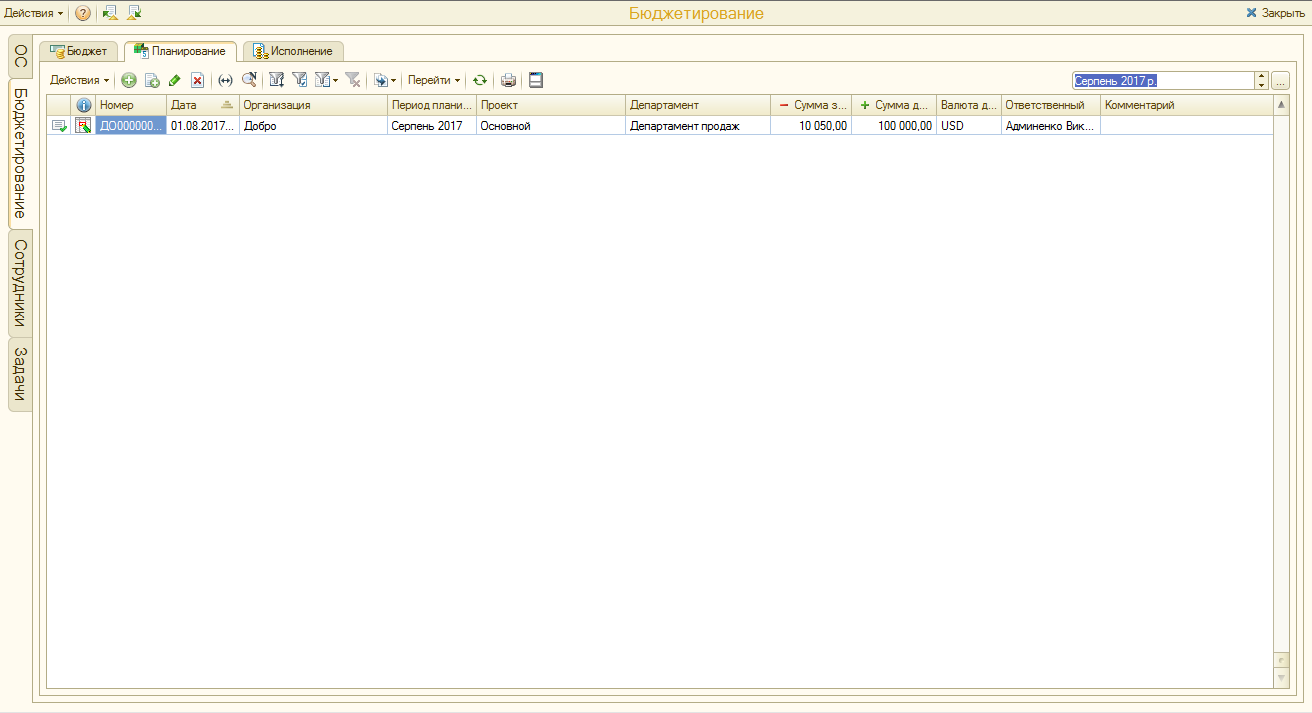 Действия
Бюджетирование
Закрыть
ОС
Бюджетирование
Сотрудники
Задачи
Бюджет
Планирование
Исполнение
Действия
Перейти
Серпень 2017 р.
...
Номер Дата Организация Период плани... Проект Департамент Сумма з... Сумма д... Валюта д... Ответственный Комментарий
ДО000000... 01.08.2017... Добро Серпень 2017 Основной Департамент продаж 10 050,00 100 000,00 USD Админенко Вик...